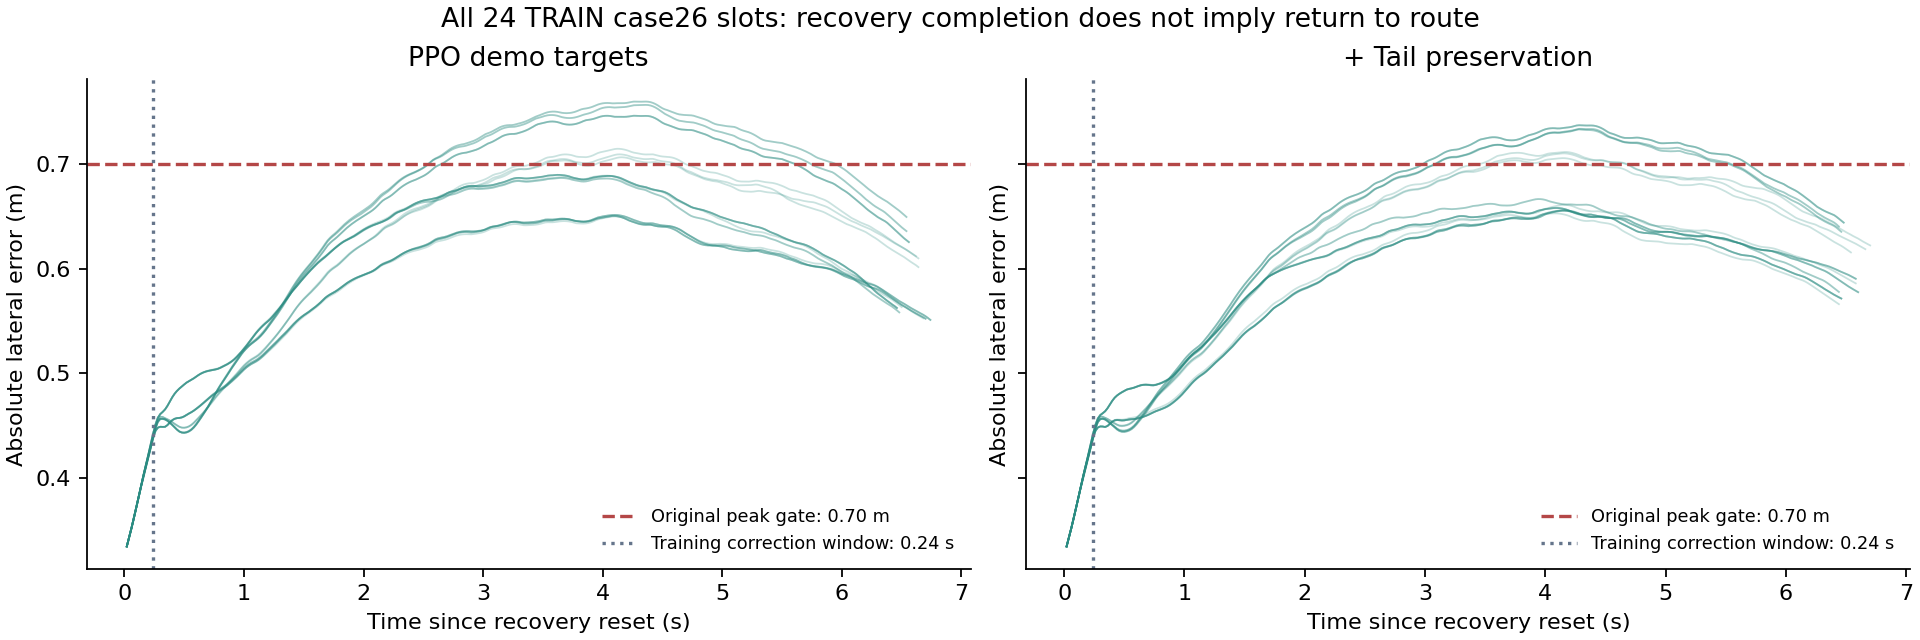 All 24 TRAIN case26 slots: recovery completion does not imply return to route
PPO demo targets
Absolute lateral error (m)
0.7
0.6
0.5
0.4
Original peak gate: 0.70 m
Training correction window: 0.24 s
0 1 2 3 4 5 6 7
Time since recovery reset (s)
+ Tail preservation
Absolute lateral error (m)
Original peak gate: 0.70 m
Training correction window: 0.24 s
0 1 2 3 4 5 6 7
Time since recovery reset (s)